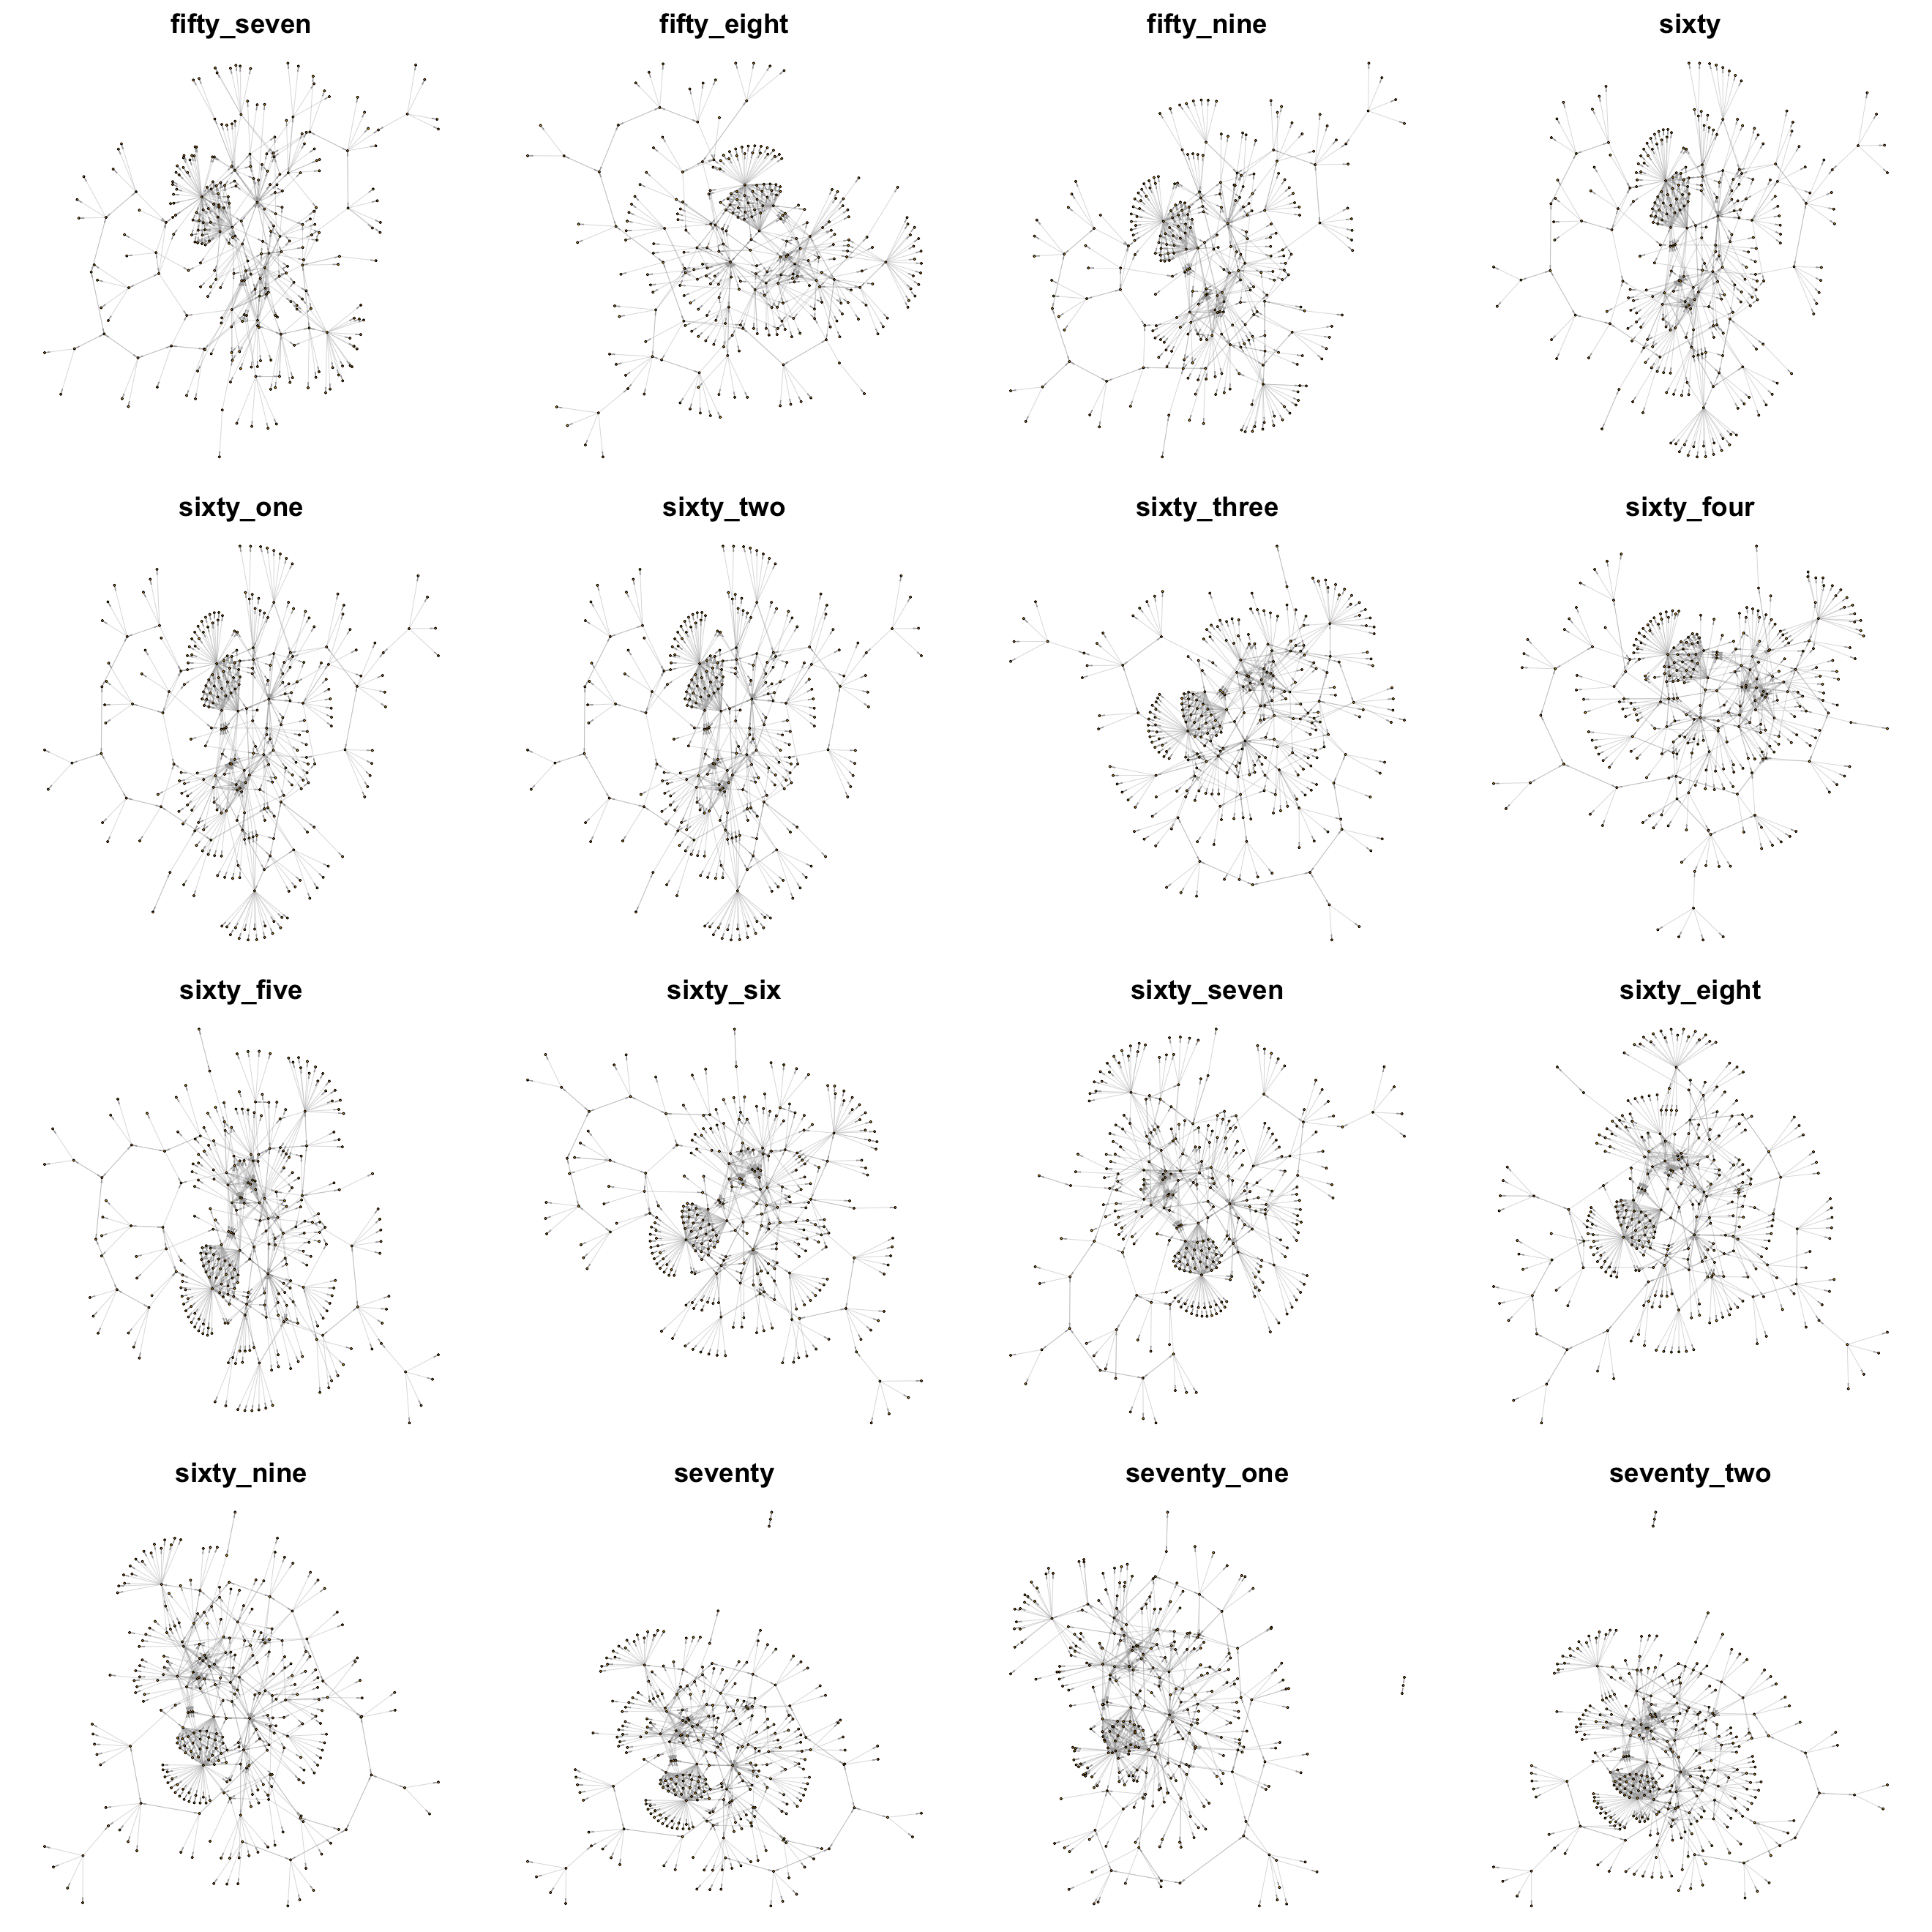 fifty_seven
fifty_eight
fifty_nine
sixty
sixty_one
sixty_two
sixty_three
sixty_four
sixty_five
sixty_six
sixty_seven
sixty_eight
sixty_nine
seventy
seventy_one
seventy_two